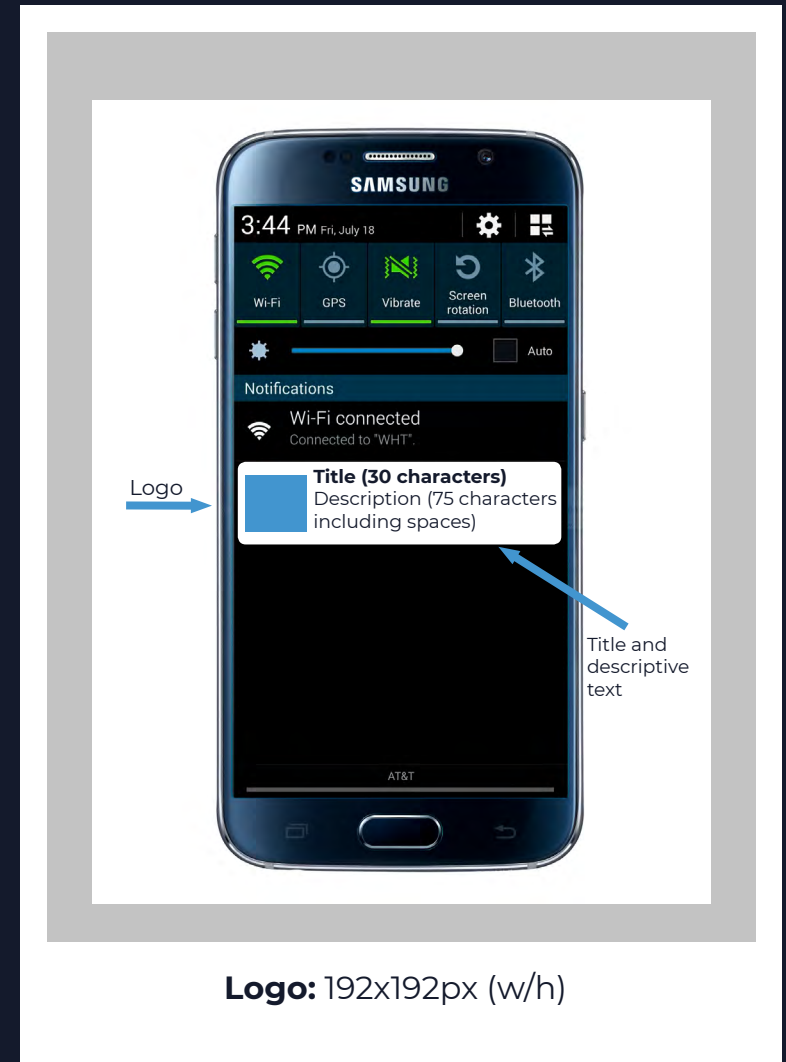 SAMSUNG
3:44 PM Fri, July 18
Wi-Fi
GPS
Vibrate
Screen
rotation
Bluetooth
Auto
Notifications
Wi-Fi connected
Connected to "WHT".
Logo
Title (30 characters)
Description (75 characters
including spaces)
Title and
descriptive
text
AT&T
Logo: 192x192px (w/h)